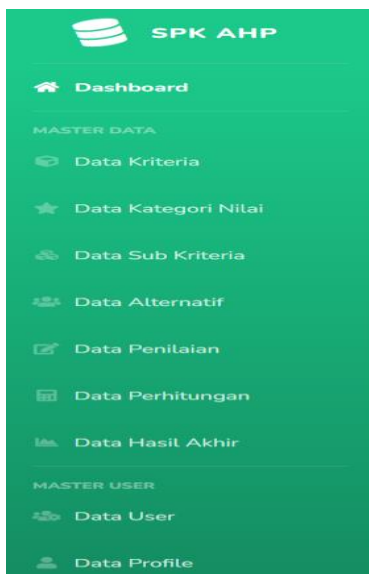 SPK AHP
Dashboard
MASTER DATA
Data Kriteria
Data Kategori Nilai
Data Sub Kriteria
Data Alternatif
Data Penilaian
Data Perhitungan
Data Hasil Akhir
MASTER USER
Data User
Data Profile